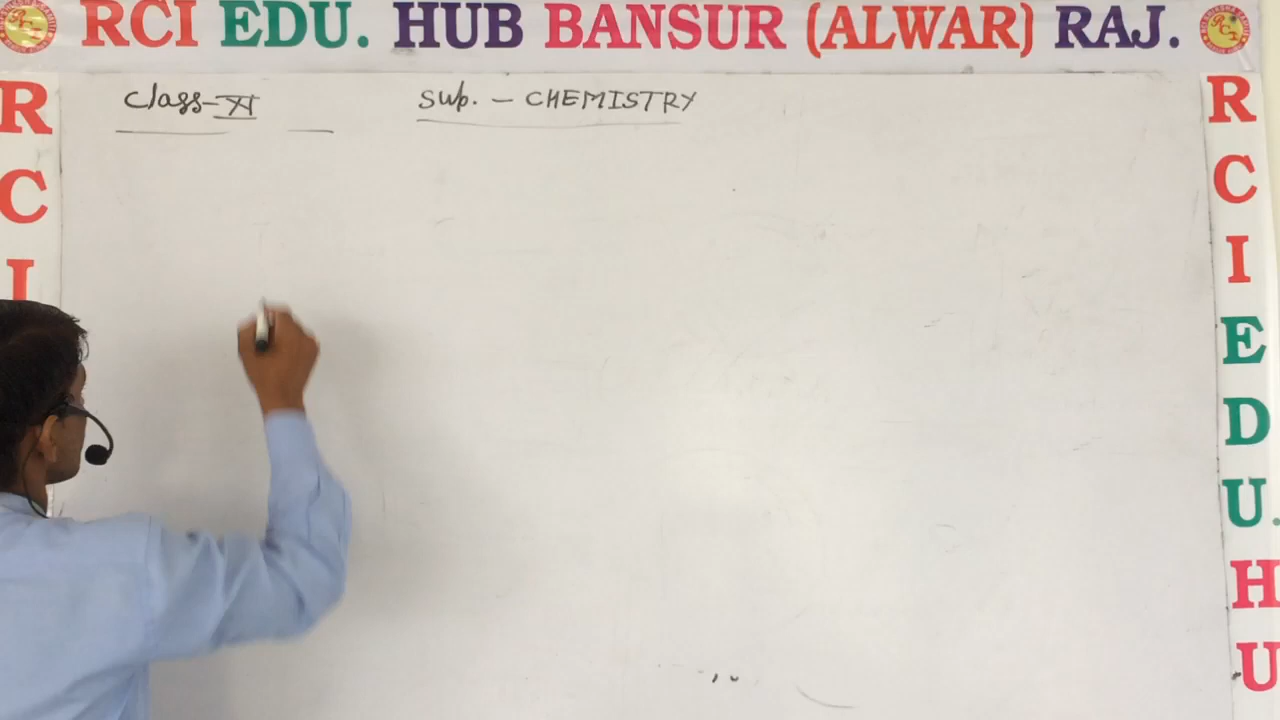 RCI EDU. HUB BANSUR (ALWAR) RAJ.
Class-XI Sub. - CHEMISTRY
R
C
I
R
C
I
E
D
U.
H
U